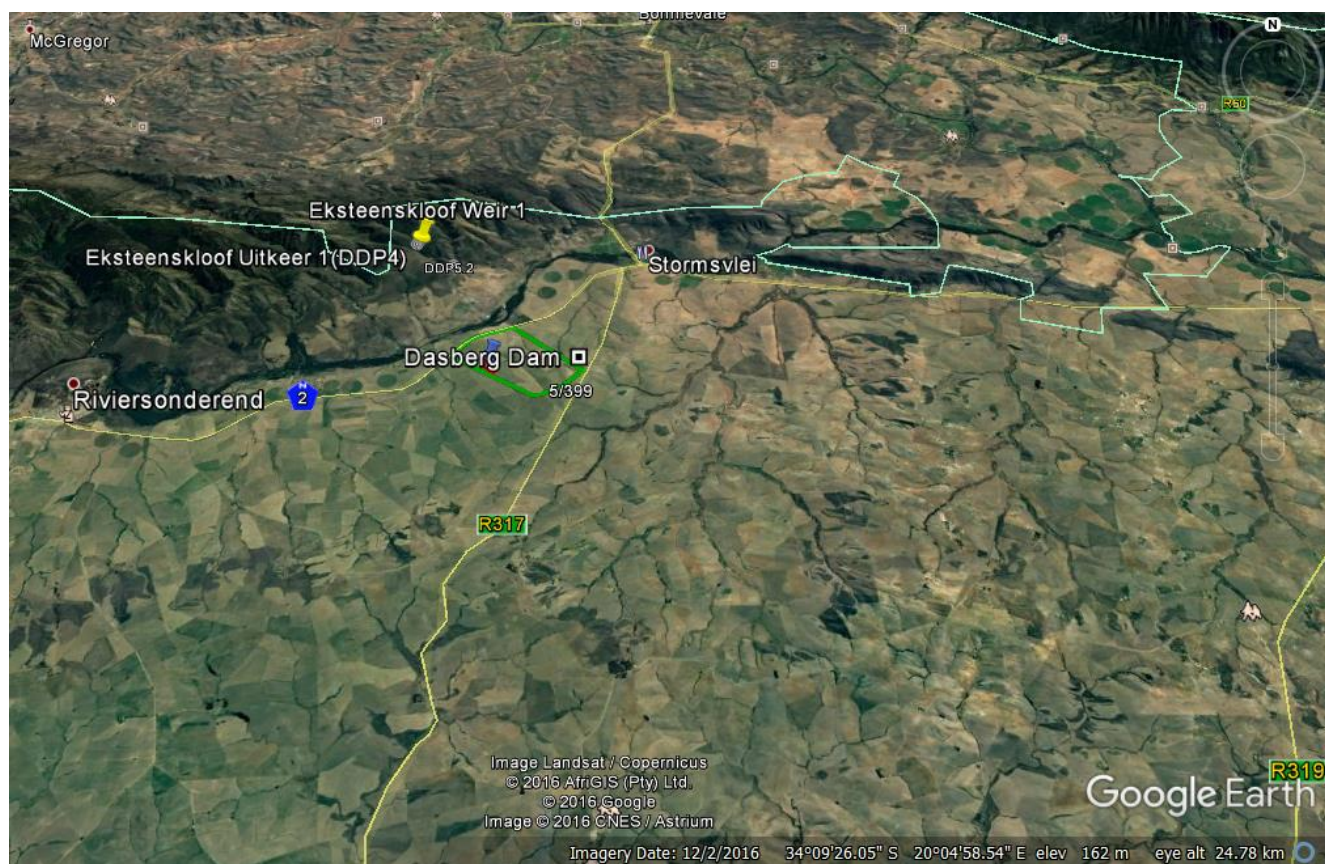 Bonnievale
McGregor
N
R60
Eksteenskloof Weir 1
Eksteenskloof Uitkeer 1(DDP4)
DDP5.2
Stormsvlei
Dasberg Dam
5/399
Riviersonderend
N
2
R317
R319
Image Landsat / Copernicus
© 2016 AfriGIS (Pty) Ltd.
© 2016 Google
Image © 2016 CNES / Astrium
Google Earth
Imagery Date: 12/2/2016 34°09'26.05" S 20°04'58.54" E elev 162 m eye alt 24.78 km